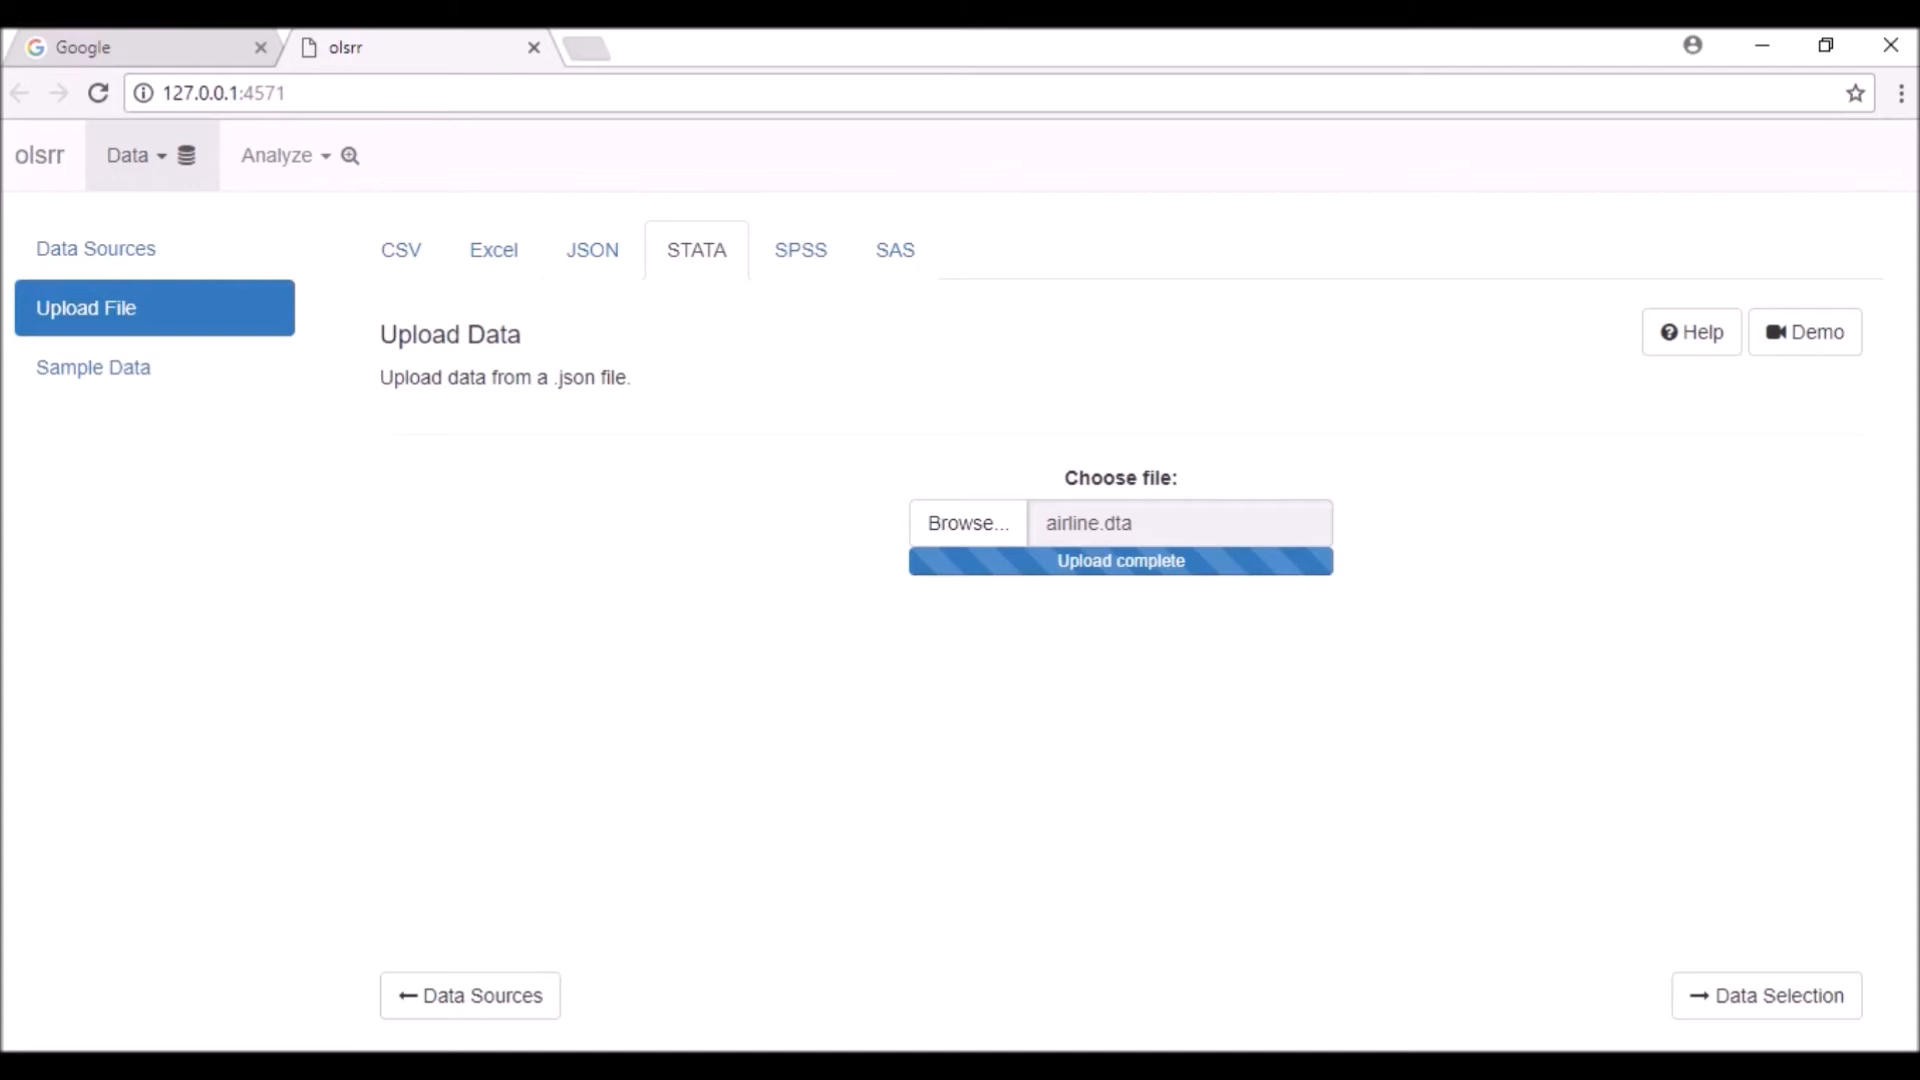 Google
olsrr
127.0.0.1:4571
olsrr Data Analyze
Data Sources
Upload File
Sample Data
CSV Excel JSON STATA SPSS SAS
Upload Data
Upload data from a .json file.
Help
Demo
Choose file:
Browse... airline.dta
Upload complete
Data Sources
Data Selection